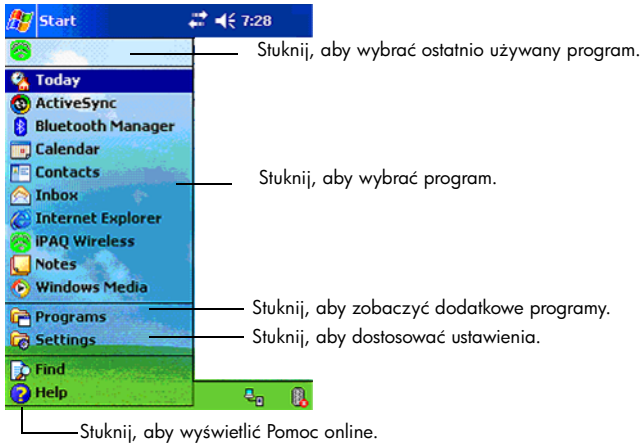 Start 7:28
Stuknij, aby wybrać ostatnio używany program.
Today
ActiveSync
Bluetooth Manager
Calendar
Contacts
Stuknij, aby wybrać program.
Inbox
Internet Explorer
iPAQ Wireless
Notes
Windows Media
Stuknij, aby zobaczyć dodatkowe programy.
Programs
Stuknij, aby dostosować ustawienia.
Settings
Find
Help
Stuknij, aby wyświetlić Pomoc online.